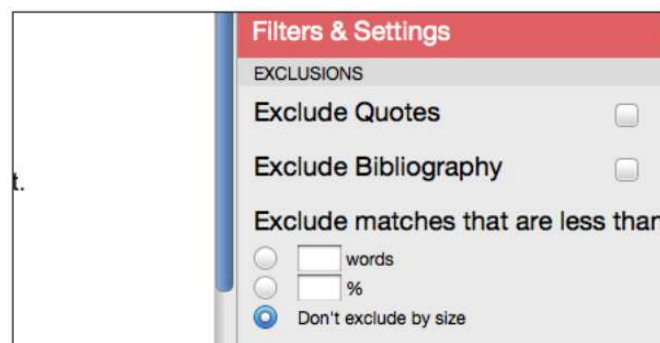 Filters & Settings
EXCLUSIONS
Exclude Quotes
Exclude Bibliography
t.
Exclude matches that are less than
words
%
Don't exclude by size